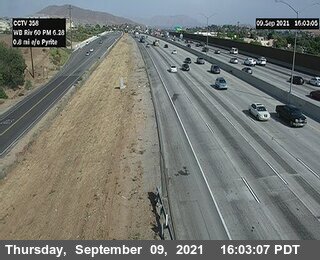 CCTV 358
WB Riv 60 PM 6.28
0.8 mi e/o Pyrite
09.Sep 2021
16:03:05
Thursday, September 09, 2021 16:03:07 PDT